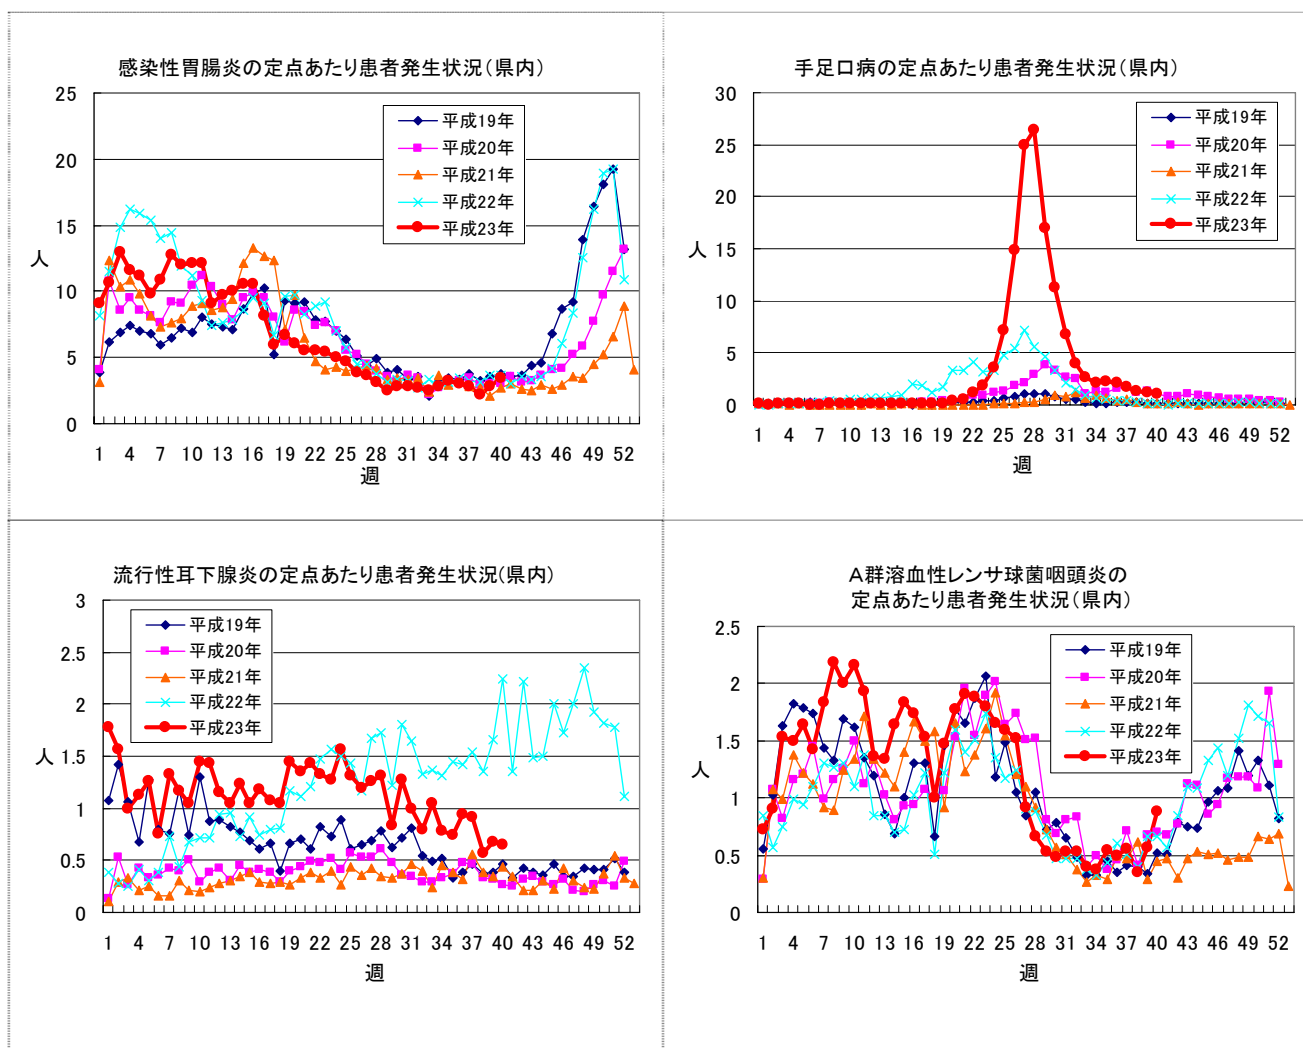 感染性胃腸炎の定点あたり患者発生状況(県内)
25
20
15
10
5
0
人
平成19年
平成20年
平成21年
平成22年
平成23年
1 4 7 10 13 16 19 22 25 28 31 34 37 40 43 46 49 52
週
手足口病の定点あたり患者発生状況(県内)
30
25
20
15
10
5
0
人
平成19年
平成20年
平成21年
平成22年
平成23年
1 4 7 10 13 16 19 22 25 28 31 34 37 40 43 46 49 52
週
流行性耳下腺炎の定点あたり患者発生状況(県内)
3
2.5
2
1.5
1
0.5
0
人
平成19年
平成20年
平成21年
平成22年
平成23年
1 4 7 10 13 16 19 22 25 28 31 34 37 40 43 46 49 52
週
A群溶血性レンサ球菌咽頭炎の
定点あたり患者発生状況(県内)
2.5
2
1.5
1
0.5
0
人
平成19年
平成20年
平成21年
平成22年
平成23年
1 4 7 10 13 16 19 22 25 28 31 34 37 40 43 46 49 52
週